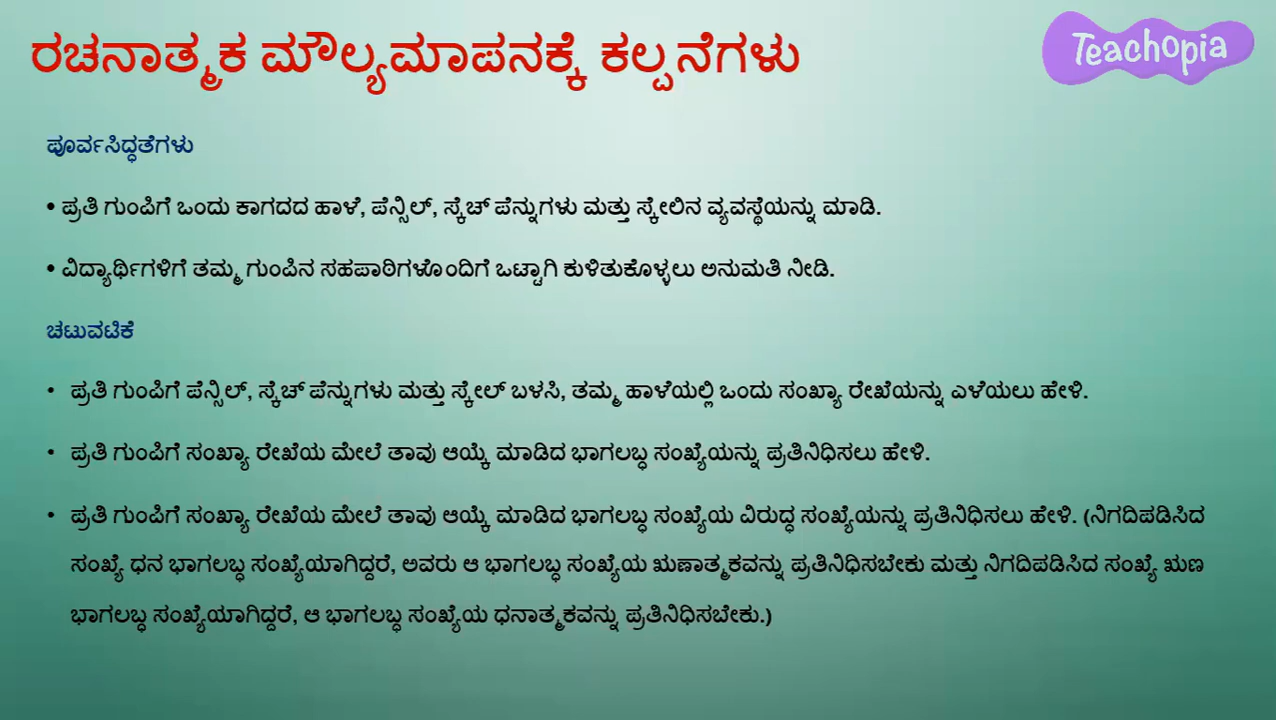 ರಚನಾತ್ಮಕ ಮೌಲ್ಯಮಾಪನಕ್ಕೆ ಕಲ್ಪನೆಗಳು
Teachopia
ಪೂರ್ವಸಿದ್ಧತೆಗಳು
• ಪ್ರತಿ ಗುಂಪಿಗೆ ಒಂದು ಕಾಗದದ ಹಾಳೆ, ಪೆನ್ಸಿಲ್, ಸ್ಕೆಚ್ ಪೆನ್ನುಗಳು ಮತ್ತು ಸ್ಕೇಲಿನ ವ್ಯವಸ್ಥೆಯನ್ನು ಮಾಡಿ.
• ವಿದ್ಯಾರ್ಥಿಗಳಿಗೆ ತಮ್ಮ ಗುಂಪಿನ ಸಹಪಾಠಿಗಳೊಂದಿಗೆ ಒಟ್ಟಾಗಿ ಕುಳಿತುಕೊಳ್ಳಲು ಅನುಮತಿ ನೀಡಿ.
ಚಟುವಟಿಕೆ
• ಪ್ರತಿ ಗುಂಪಿಗೆ ಪೆನ್ಸಿಲ್, ಸ್ಕೆಚ್ ಪೆನ್ನುಗಳು ಮತ್ತು ಸ್ಕೇಲ್ ಬಳಸಿ, ತಮ್ಮ ಹಾಳೆಯಲ್ಲಿ ಒಂದು ಸಂಖ್ಯಾ ರೇಖೆಯನ್ನು ಎಳೆಯಲು ಹೇಳಿ.
• ಪ್ರತಿ ಗುಂಪಿಗೆ ಸಂಖ್ಯಾ ರೇಖೆಯ ಮೇಲೆ ತಾವು ಆಯ್ಕೆ ಮಾಡಿದ ಭಾಗಲಬ್ಧ ಸಂಖ್ಯೆಯನ್ನು ಪ್ರತಿನಿಧಿಸಲು ಹೇಳಿ.
• ಪ್ರತಿ ಗುಂಪಿಗೆ ಸಂಖ್ಯಾ ರೇಖೆಯ ಮೇಲೆ ತಾವು ಆಯ್ಕೆ ಮಾಡಿದ ಭಾಗಲಬ್ಧ ಸಂಖ್ಯೆಯ ವಿರುದ್ಧ ಸಂಖ್ಯೆಯನ್ನು ಪ್ರತಿನಿಧಿಸಲು ಹೇಳಿ. (ನಿಗದಿಪಡಿಸಿದ
ಸಂಖ್ಯೆ ಧನ ಭಾಗಲಬ್ಧ ಸಂಖ್ಯೆಯಾಗಿದ್ದರೆ, ಅವರು ಆ ಭಾಗಲಬ್ಧ ಸಂಖ್ಯೆಯ ಋಣಾತ್ಮಕವನ್ನು ಪ್ರತಿನಿಧಿಸಬೇಕು ಮತ್ತು ನಿಗದಿಪಡಿಸಿದ ಸಂಖ್ಯೆ ಋಣ
ಭಾಗಲಬ್ಧ ಸಂಖ್ಯೆಯಾಗಿದ್ದರೆ, ಆ ಭಾಗಲಬ್ಧ ಸಂಖ್ಯೆಯ ಧನಾತ್ಮಕವನ್ನು ಪ್ರತಿನಿಧಿಸಬೇಕು.)